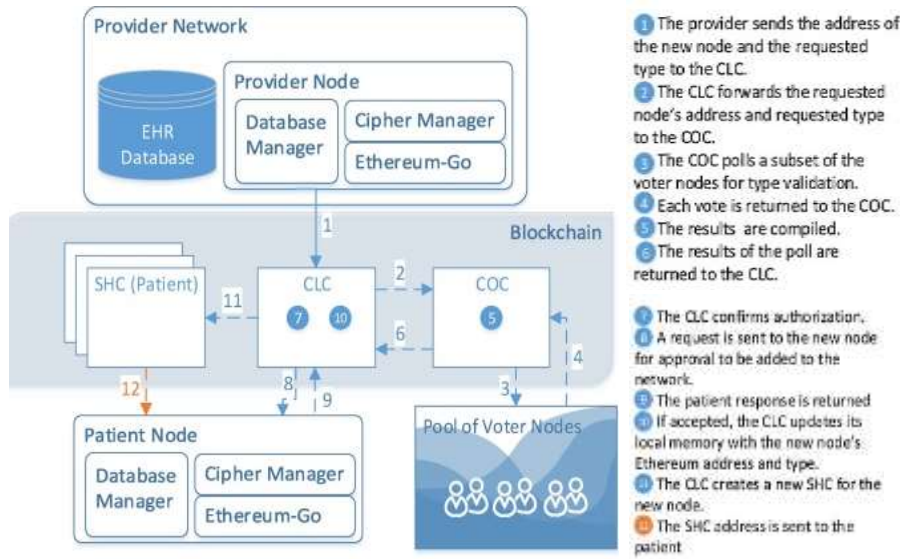 Provider Network
EHR
Database
Provider Node
Database
Manager
Cipher Manager
Ethereum-Go
1
Blockchain
SHC (Patient)
11
CLC
7 10
2
6
COC
5
4
12
8
9
3
Patient Node
Database
Manager
Cipher Manager
Ethereum-Go
Pool of Voter Nodes
1 The provider sends the address of
the new node and the requested
type to the CLC.
2 The CLC forwards the requested
node's address and requested type
to the COC.
3 The COC polls a subset of the
voter nodes for type validation.
4 Each vote is returned to the COC.
5 The results are compiled.
6 The results of the poll are
returned to the CLC.
7 The CLC confirms authorization.
8 A request is sent to the new node
for approval to be added to the
network.
9 The patient response is returned
10 If accepted, the CLC updates its
local memory with the new node's
Ethereum address and type.
11 The CLC creates a new SHC for the
new node.
12 The SHC address is sent to the
patient